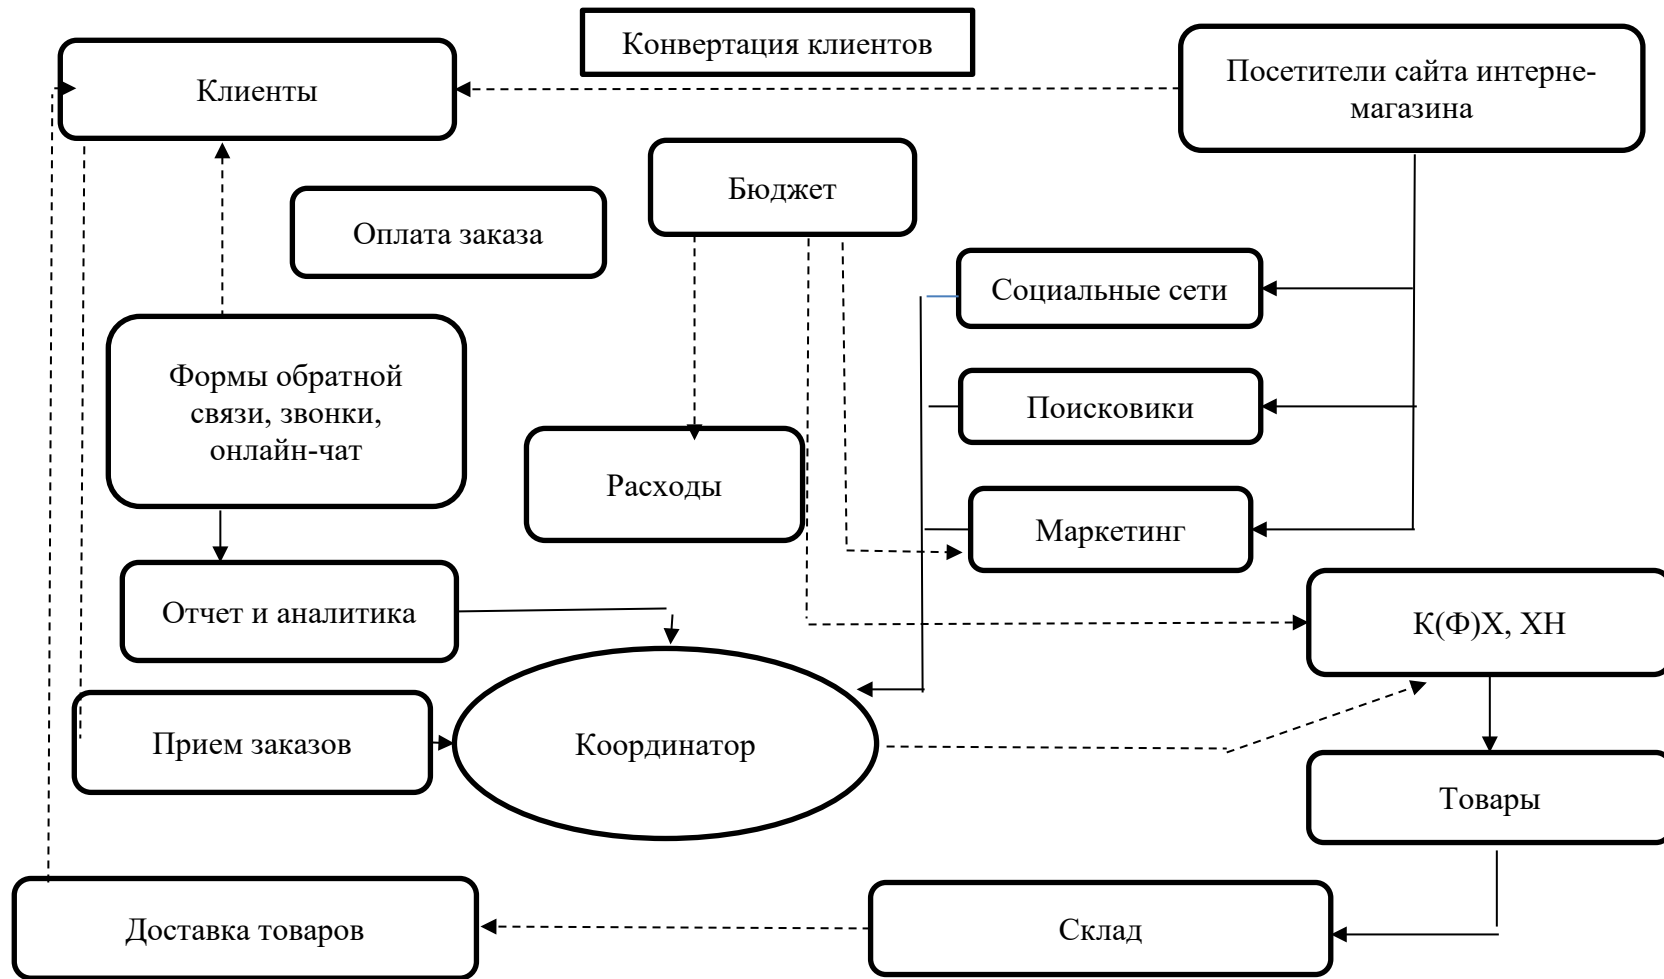 Конвертация клиентов
Клиенты
Посетители сайта интерне-
магазина
Бюджет
Оплата заказа
Социальные сети
Формы обратной
связи, звонки,
онлайн-чат
Поисковики
Расходы
Маркетинг
Отчет и аналитика
К(Ф)Х, ХН
Прием заказов
Координатор
Товары
Доставка товаров
Склад